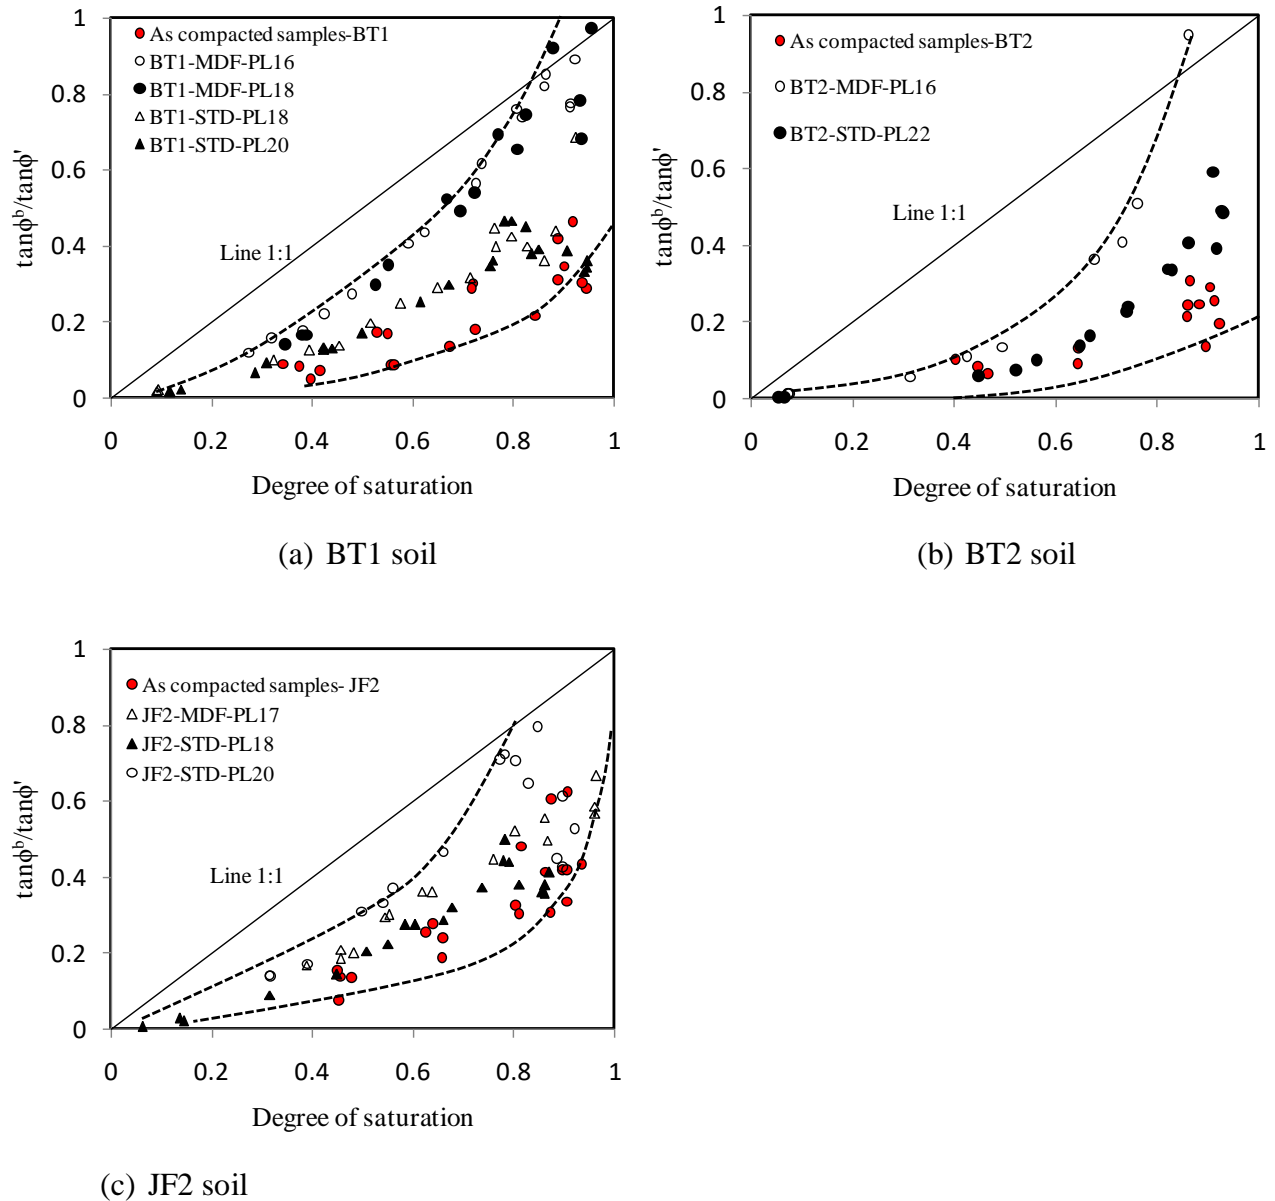 1
0.8
0.6
0.4
0.2
0
tanϕᵇ/tanϕ'
As compacted samples-BT1
BT1-MDF-PL16
BT1-MDF-PL18
BT1-STD-PL18
BT1-STD-PL20
Line 1:1
0 0.2 0.4 0.6 0.8 1
Degree of saturation
(a) BT1 soil
1
0.8
0.6
0.4
0.2
0
tanϕᵇ/tanϕ'
As compacted samples-BT2
BT2-MDF-PL16
BT2-STD-PL22
Line 1:1
0 0.2 0.4 0.6 0.8 1
Degree of saturation
(b) BT2 soil
1
0.8
0.6
0.4
0.2
0
tanϕᵇ/tanϕ'
As compacted samples- JF2
JF2-MDF-PL17
JF2-STD-PL18
JF2-STD-PL20
Line 1:1
0 0.2 0.4 0.6 0.8 1
Degree of saturation
(c) JF2 soil